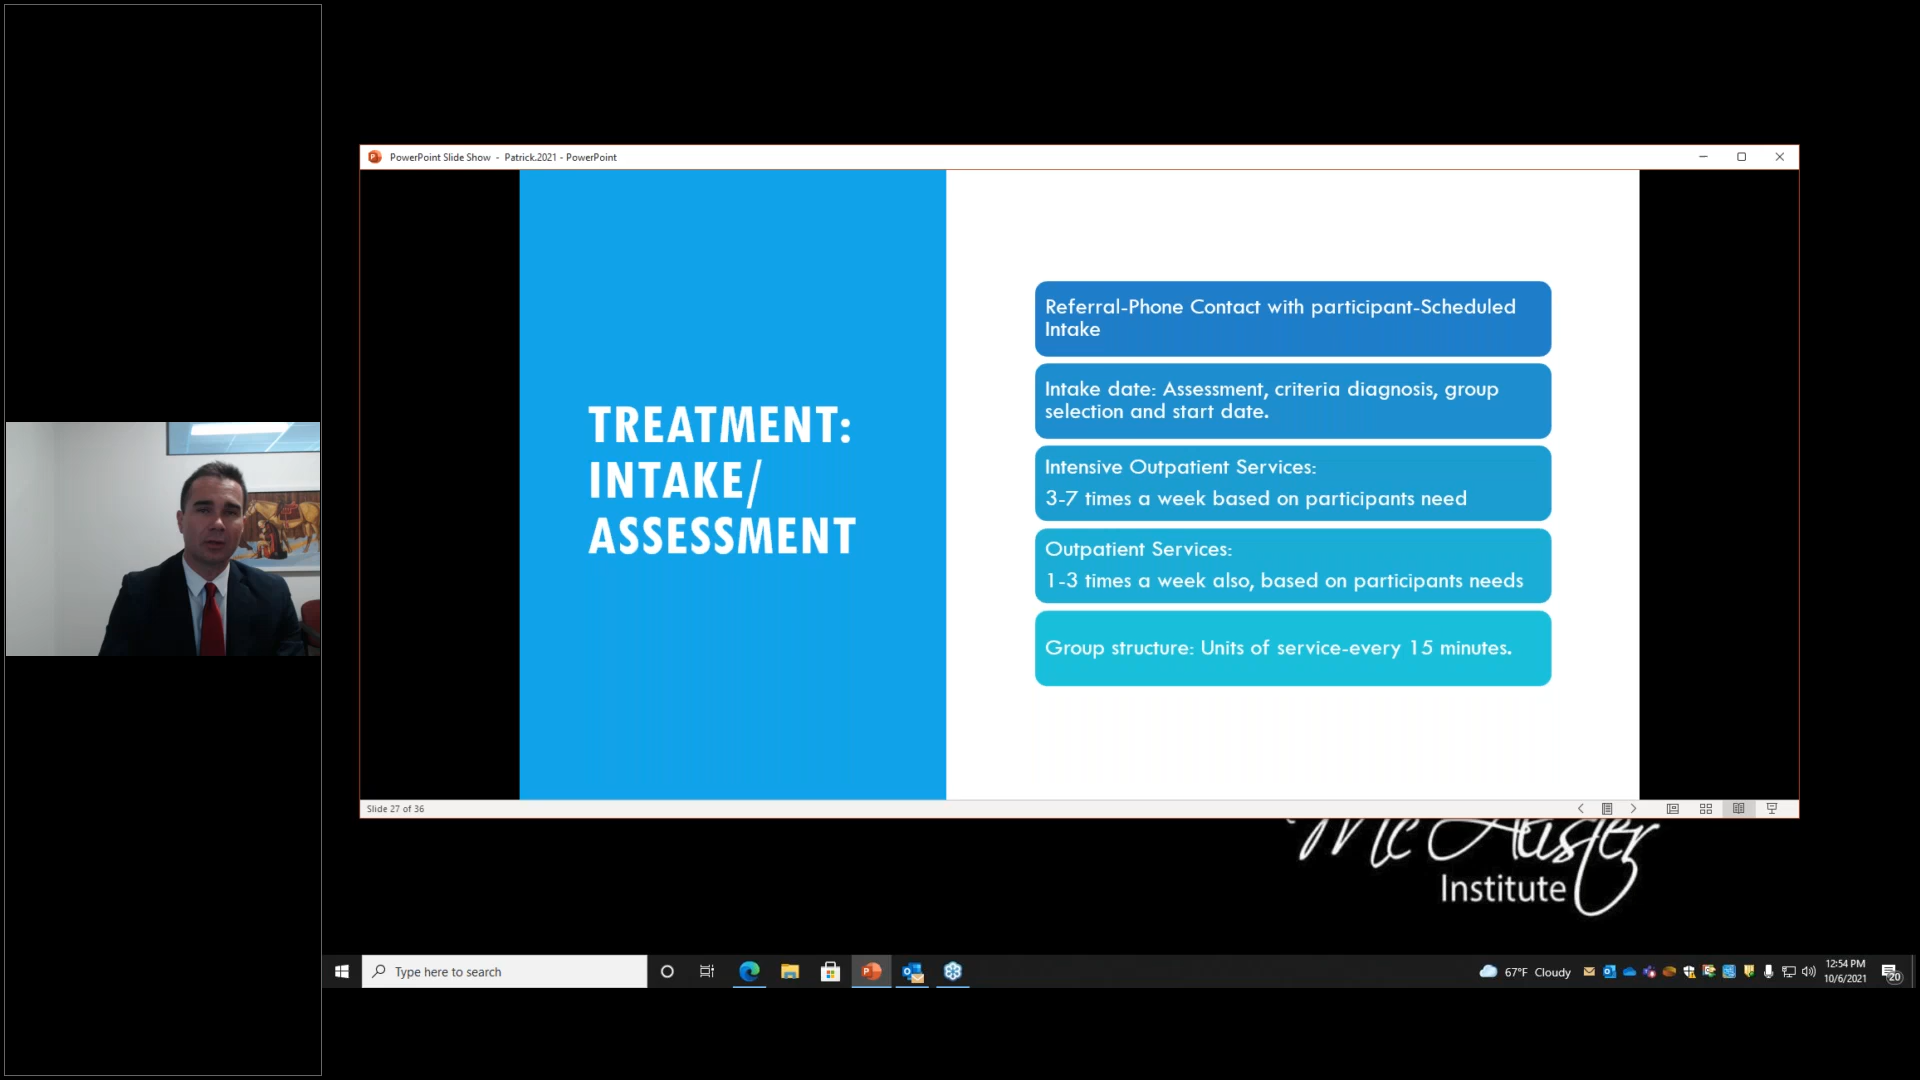 PowerPoint Slide Show - Patrick.2021 - PowerPoint
TREATMENT:
INTAKE/
ASSESSMENT
Referral-Phone Contact with participant-Scheduled
Intake
Intake date: Assessment, criteria diagnosis, group
selection and start date.
Intensive Outpatient Services:
3-7 times a week based on participants need
Outpatient Services:
1-3 times a week also, based on participants needs
Group structure: Units of service-every 15 minutes.
Slide 27 of 36
McAlister
Institute
Type here to search
67°F Cloudy
12:54 PM
10/6/2021
20